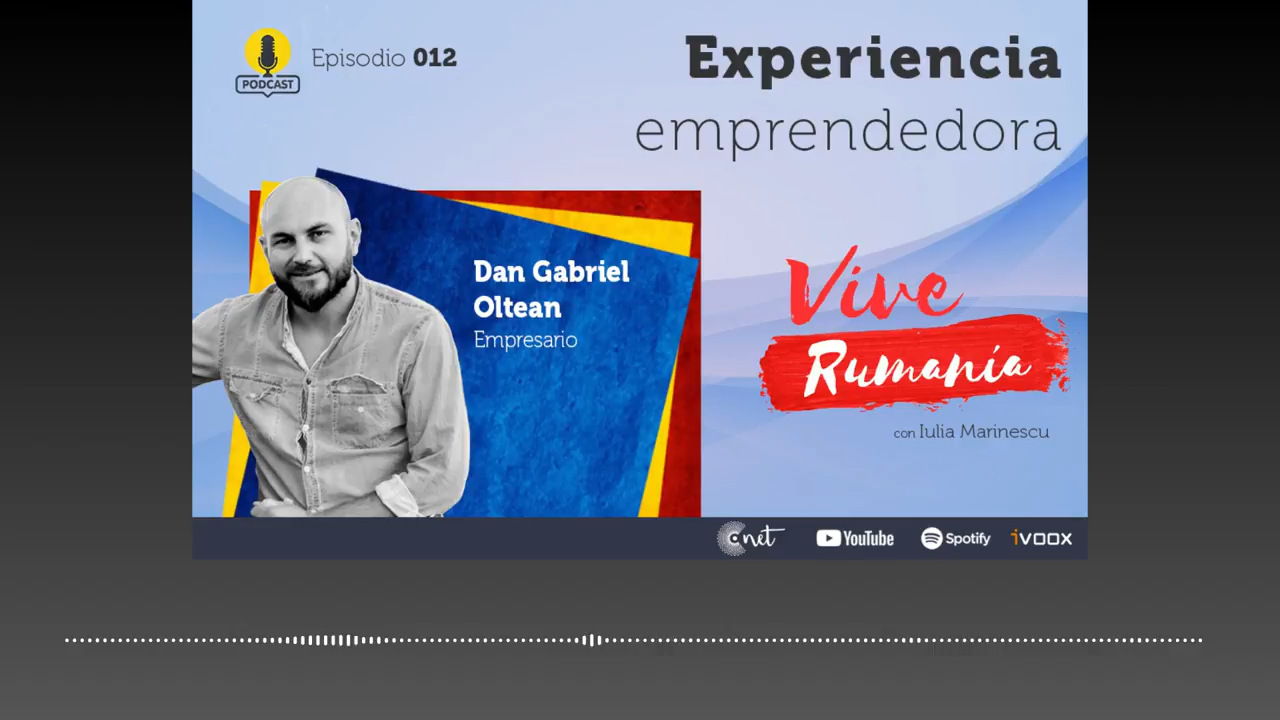 Episodio 012
PODCAST
Experiencia
emprendedora
Dan Gabriel
Oltean
Empresario
Vive
Rumanía
con Iulia Marinescu
net
YouTube
Spotify
iVOOX